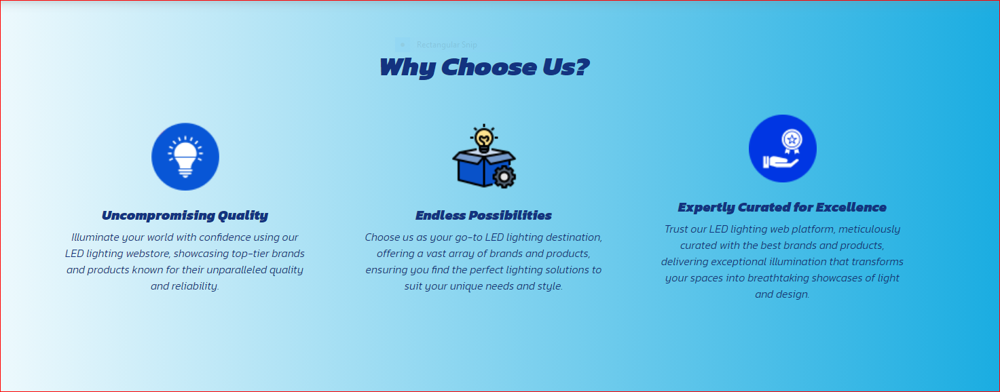 Rectangular Snip
Why Choose Us?
Uncompromising Quality
Illuminate your world with confidence using our
LED lighting webstore, showcasing top-tier brands
and products known for their unparalleled quality
and reliability.
Endless Possibilities
Choose us as your go-to LED lighting destination,
offering a vast array of brands and products,
ensuring you find the perfect lighting solutions to
suit your unique needs and style.
Expertly Curated for Excellence
Trust our LED lighting web platform, meticulously
curated with the best brands and products,
delivering exceptional illumination that transforms
your spaces into breathtaking showcases of light
and design.